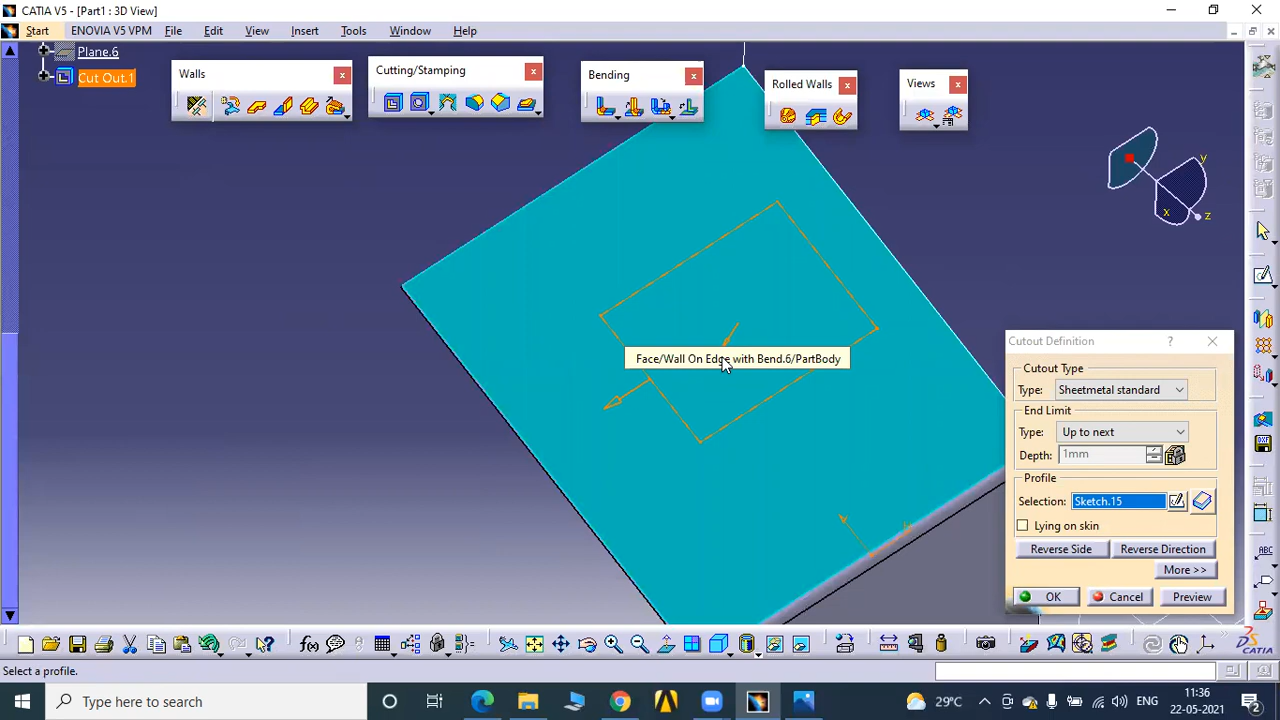 CATIA V5 - [Part1 : 3D View]
Start ENOVIA V5 VPM File Edit View Insert Tools Window Help
Plane.6
Cut Out.1
Walls
Cutting/Stamping
Bending
Rolled Walls
Views
y
x
z
Face/Wall On Edge with Bend.6/PartBody
Cutout Definition ?
Cutout Type
Type: Sheetmetal standard
End Limit
Type: Up to next
Depth: 1mm
Profile
Selection: Sketch.15
Lying on skin
Reverse Side Reverse Direction
More >>
OK Cancel Preview
ABC
f(x)
CATIA
Select a profile.
Type here to search
29°C
ENG
11:36
22-05-2021
2